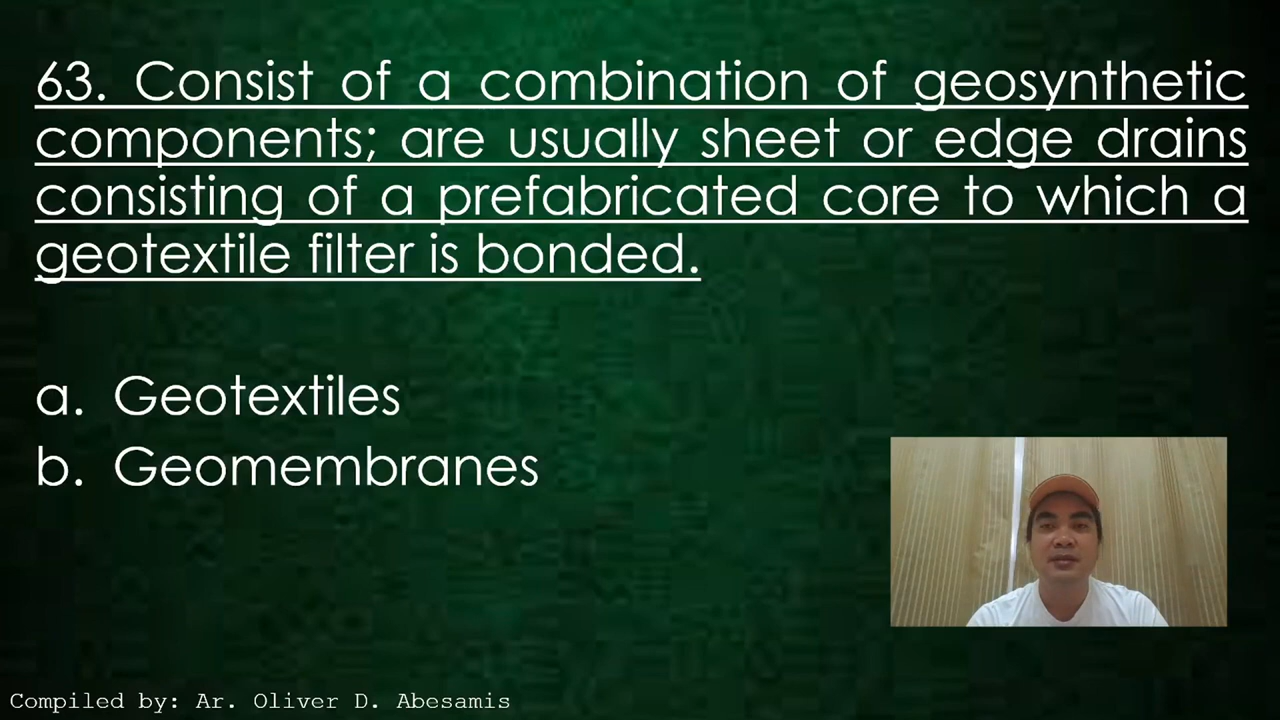 63. Consist of a combination of geosynthetic
components; are usually sheet or edge drains
consisting of a prefabricated core to which a
geotextile filter is bonded.
a. Geotextiles
b. Geomembranes
Compiled by: Ar. Oliver D. Abesamis